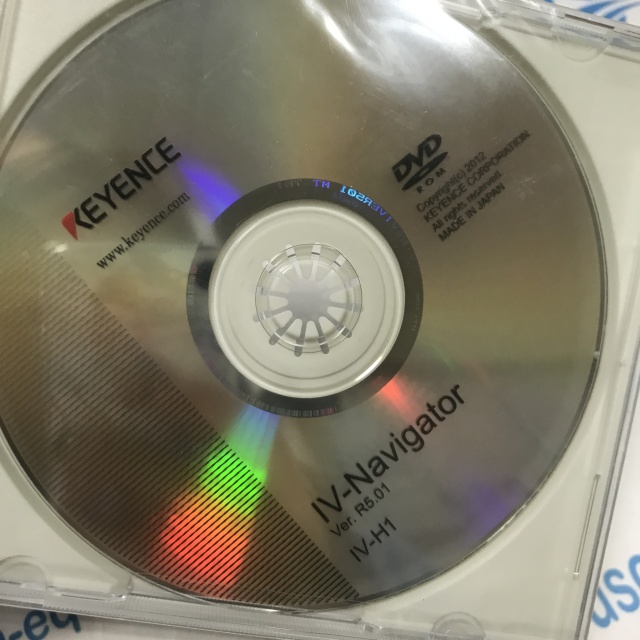 KEYENCE
www.keyence.com
DVD
ROM
Copyright(c) 2012
KEYENCE CORPORATION
All rights reserved.
MADE IN JAPAN
IV-Navigator
Ver. R5.01
IV-H1